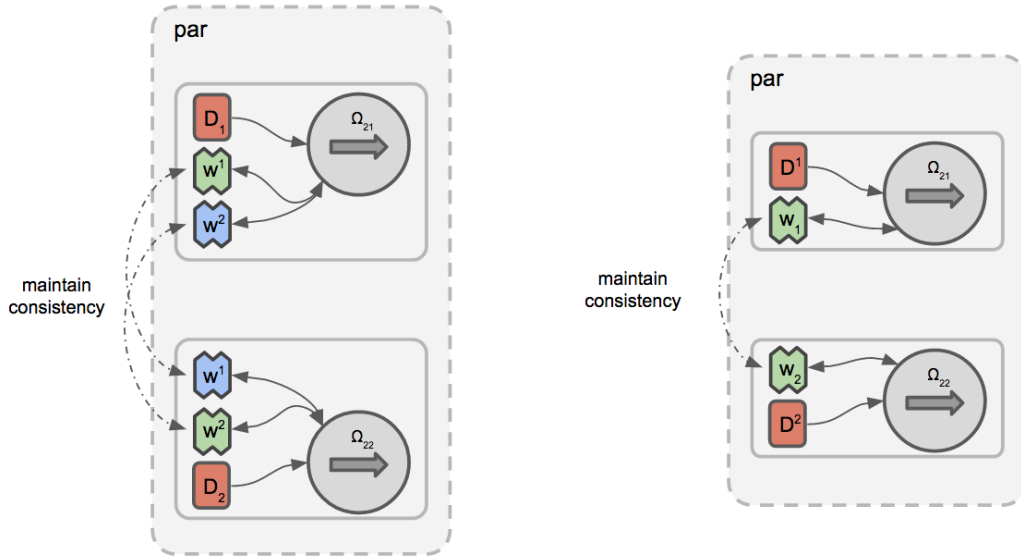 par
D₁
Ω₂₁
w¹
w²
maintain
consistency
w¹
w²
Ω₂₂
D₂
par
D¹
Ω₂₁
w₁
maintain
consistency
w₂
Ω₂₂
D²